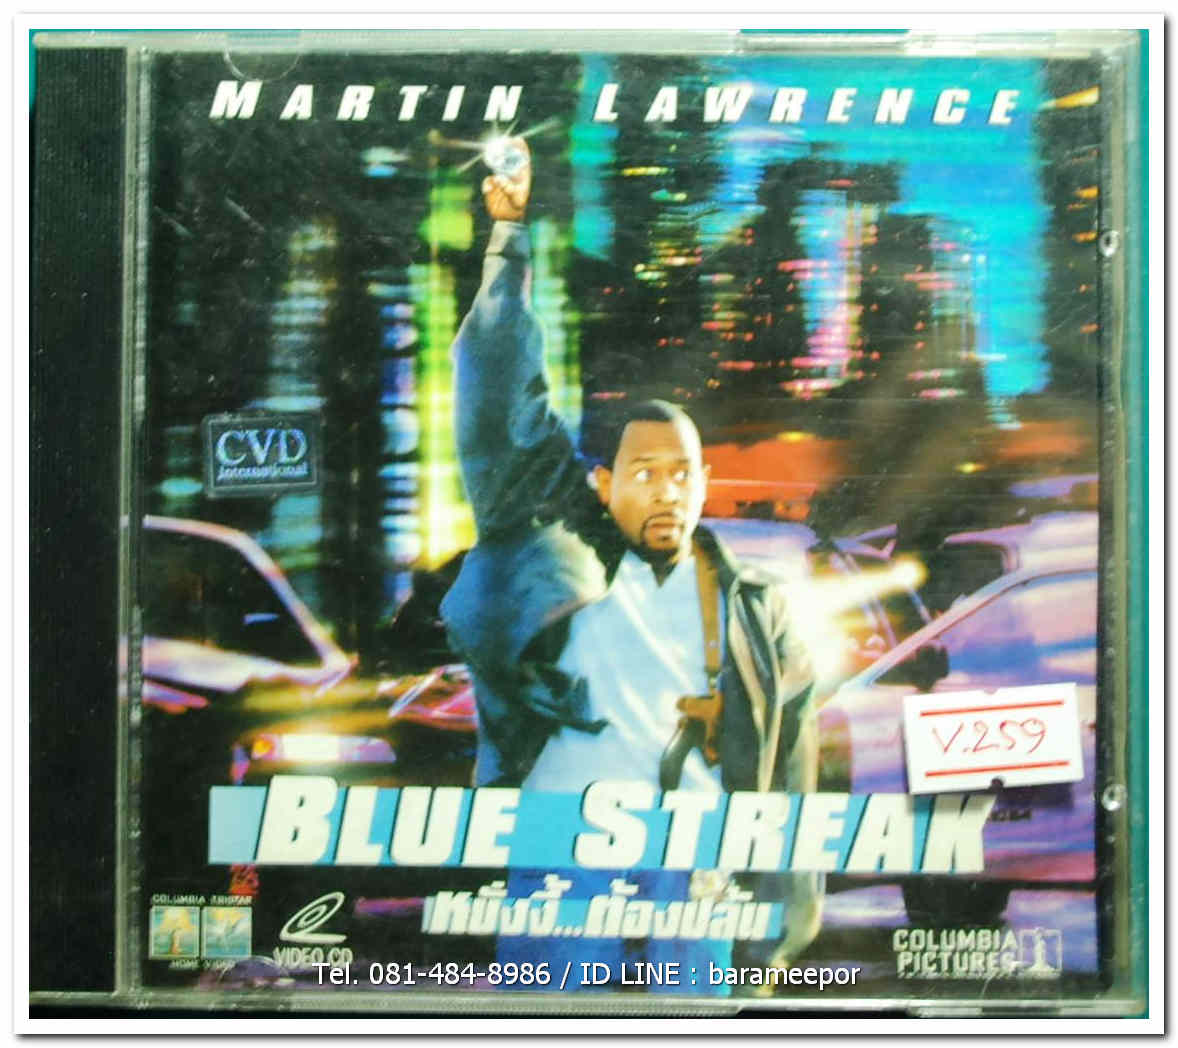 MARTIN LAWRENCE
CVD
International
V.259
BLUE STREAK
หยั่งงี้...ต้องปล้น
COLUMBIA TRISTAR
HOME VIDEO
VIDEO CD
COLUMBIA
PICTURES
Tel. 081-484-8986 / ID LINE : barameepor